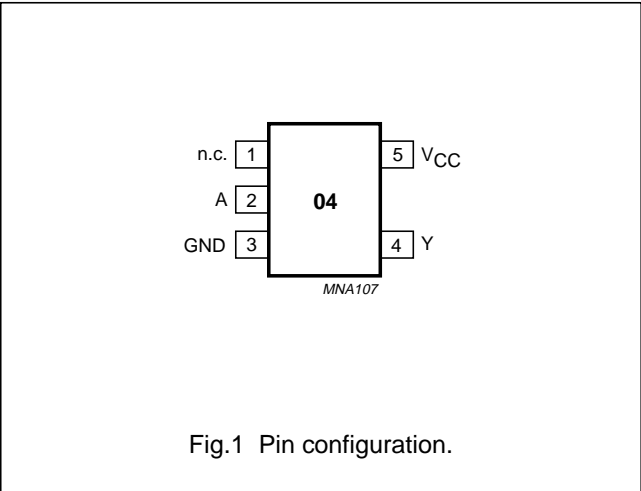 n.c. 1 5 VCC
A 2 04
GND 3 4 Y
MNA107
Fig.1 Pin configuration.